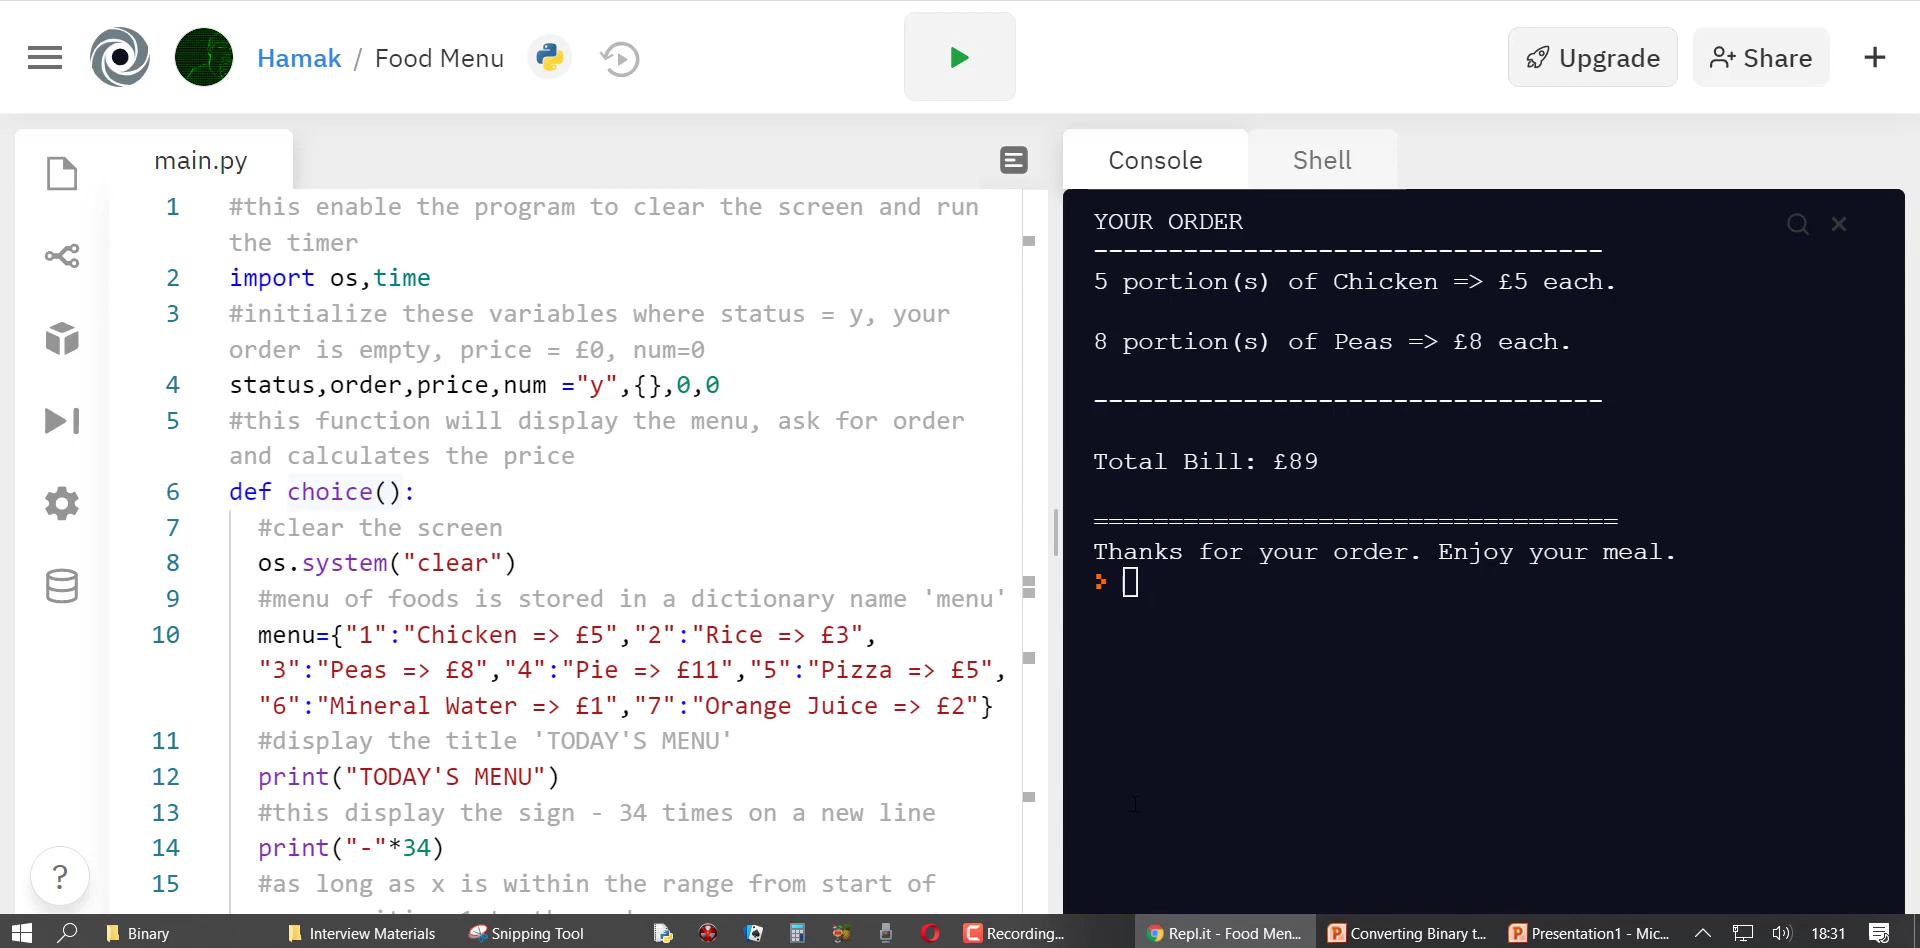 Hamak / Food Menu
Upgrade
Share
main.py
1 #this enable the program to clear the screen and run
the timer
2 import os,time
3 #initialize these variables where status = y, your
order is empty, price = £0, num=0
4 status,order,price,num ="y",{},0,0
5 #this function will display the menu, ask for order
and calculates the price
6 def choice():
7 #clear the screen
8 os.system("clear")
9 #menu of foods is stored in a dictionary name 'menu'
10 menu={"1":"Chicken => £5","2":"Rice => £3",
"3":"Peas => £8","4":"Pie => £11","5":"Pizza => £5",
"6":"Mineral Water => £1","7":"Orange Juice => £2"}
11 #display the title 'TODAY'S MENU'
12 print("TODAY'S MENU")
13 #this display the sign - 34 times on a new line
14 print("-"*34)
15 #as long as x is within the range from start of
Console
Shell
YOUR ORDER
----------------------------------
5 portion(s) of Chicken => £5 each.
8 portion(s) of Peas => £8 each.
----------------------------------
Total Bill: £89
===================================
Thanks for your order. Enjoy your meal.
?
Binary
Interview Materials
Snipping Tool
Recording...
Repl.it - Food Men...
Converting Binary t...
Presentation1 - Mic...
18:31